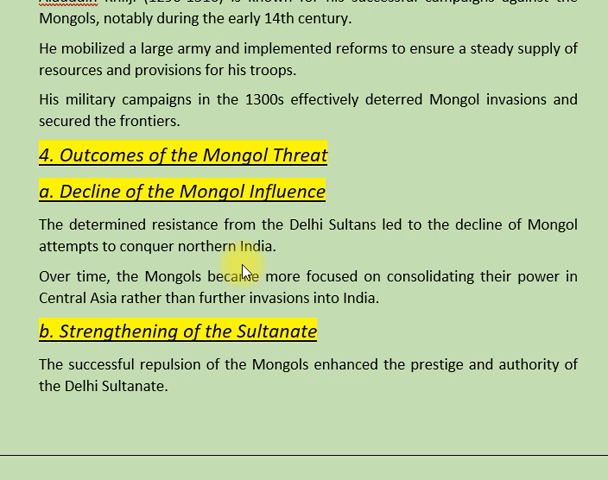 Mongols, notably during the early 14th century.
He mobilized a large army and implemented reforms to ensure a steady supply of
resources and provisions for his troops.
His military campaigns in the 1300s effectively deterred Mongol invasions and
secured the frontiers.
4. Outcomes of the Mongol Threat
a. Decline of the Mongol Influence
The determined resistance from the Delhi Sultans led to the decline of Mongol
attempts to conquer northern India.
Over time, the Mongols became more focused on consolidating their power in
Central Asia rather than further invasions into India.
b. Strengthening of the Sultanate
The successful repulsion of the Mongols enhanced the prestige and authority of
the Delhi Sultanate.